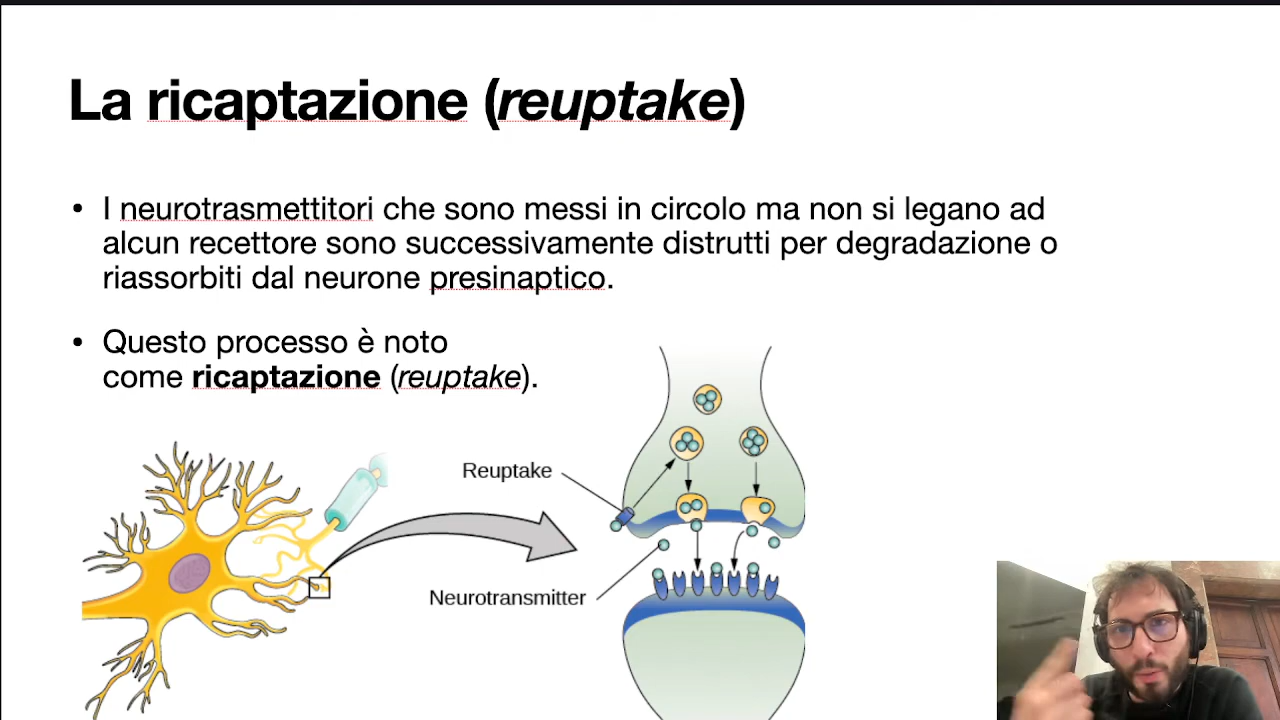 La ricaptazione (reuptake)
• I neurotrasmettitori che sono messi in circolo ma non si legano ad
alcun recettore sono successivamente distrutti per degradazione o
riassorbiti dal neurone presinaptico.
• Questo processo è noto
come ricaptazione (reuptake).
Reuptake
Neurotransmitter